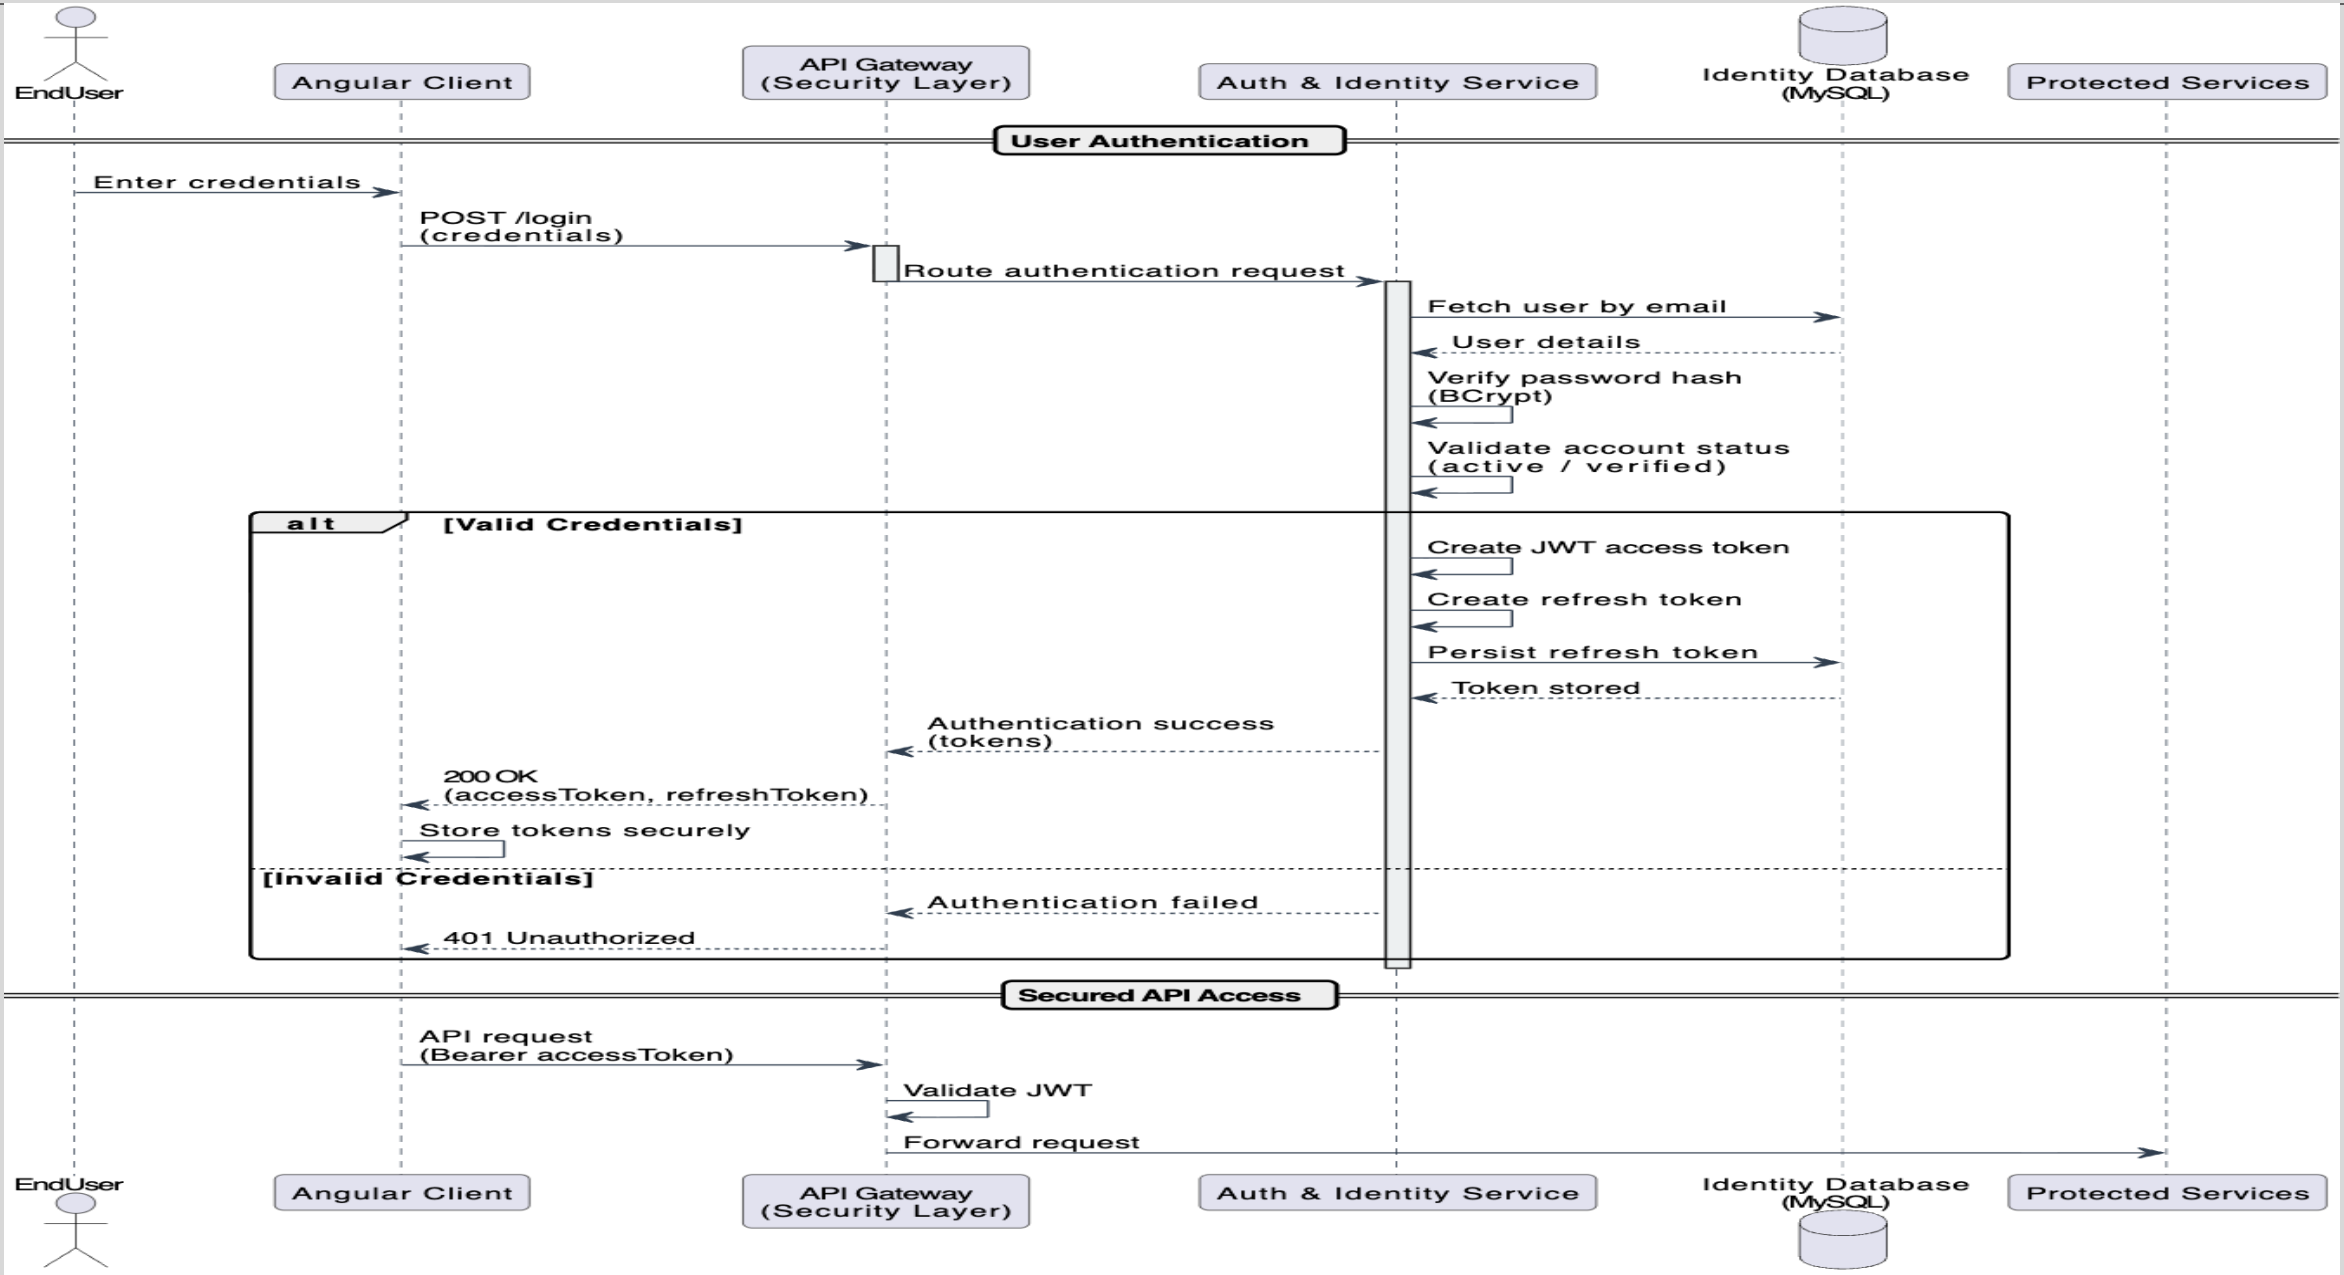 EndUser
Angular Client
API Gateway
(Security Layer)
Auth & Identity Service
Identity Database
(MySQL)
Protected Services
User Authentication
Enter credentials
POST /login
(credentials)
Route authentication request
Fetch user by email
User details
Verify password hash
(BCrypt)
Validate account status
(active / verified)
alt
[Valid Credentials]
Create JWT access token
Create refresh token
Persist refresh token
Token stored
Authentication success
(tokens)
200 OK
(accessToken, refreshToken)
Store tokens securely
[Invalid Credentials]
Authentication failed
401 Unauthorized
Secured API Access
API request
(Bearer accessToken)
Validate JWT
Forward request
EndUser
Angular Client
API Gateway
(Security Layer)
Auth & Identity Service
Identity Database
(MySQL)
Protected Services